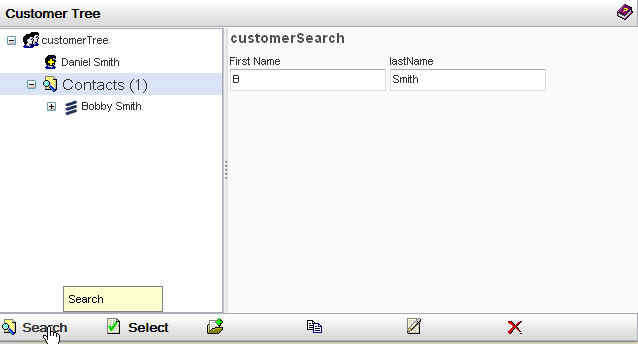 Customer Tree
customerTree
Daniel Smith
Contacts (1)
Bobby Smith
customerSearch
First Name
lastName
B
Smith
Search
Search
Select